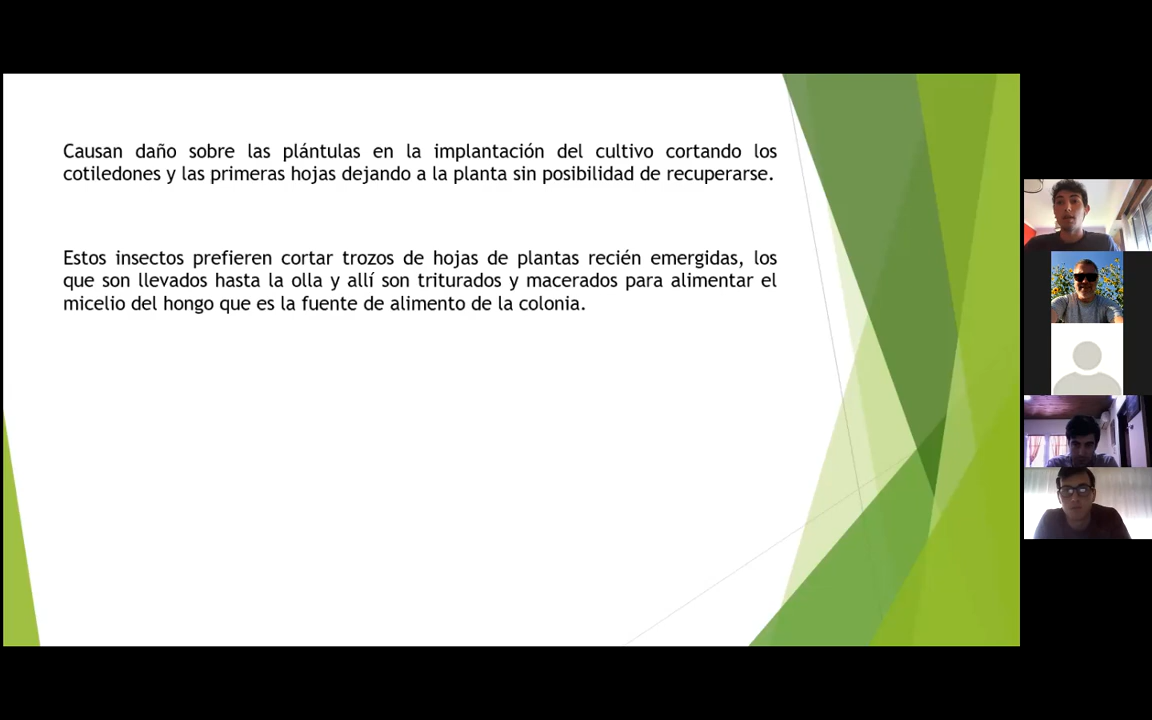 Causan daño sobre las plántulas en la implantación del cultivo cortando los
cotiledones y las primeras hojas dejando a la planta sin posibilidad de recuperarse.
Estos insectos prefieren cortar trozos de hojas de plantas recién emergidas, los
que son llevados hasta la olla y allí son triturados y macerados para alimentar el
micelio del hongo que es la fuente de alimento de la colonia.